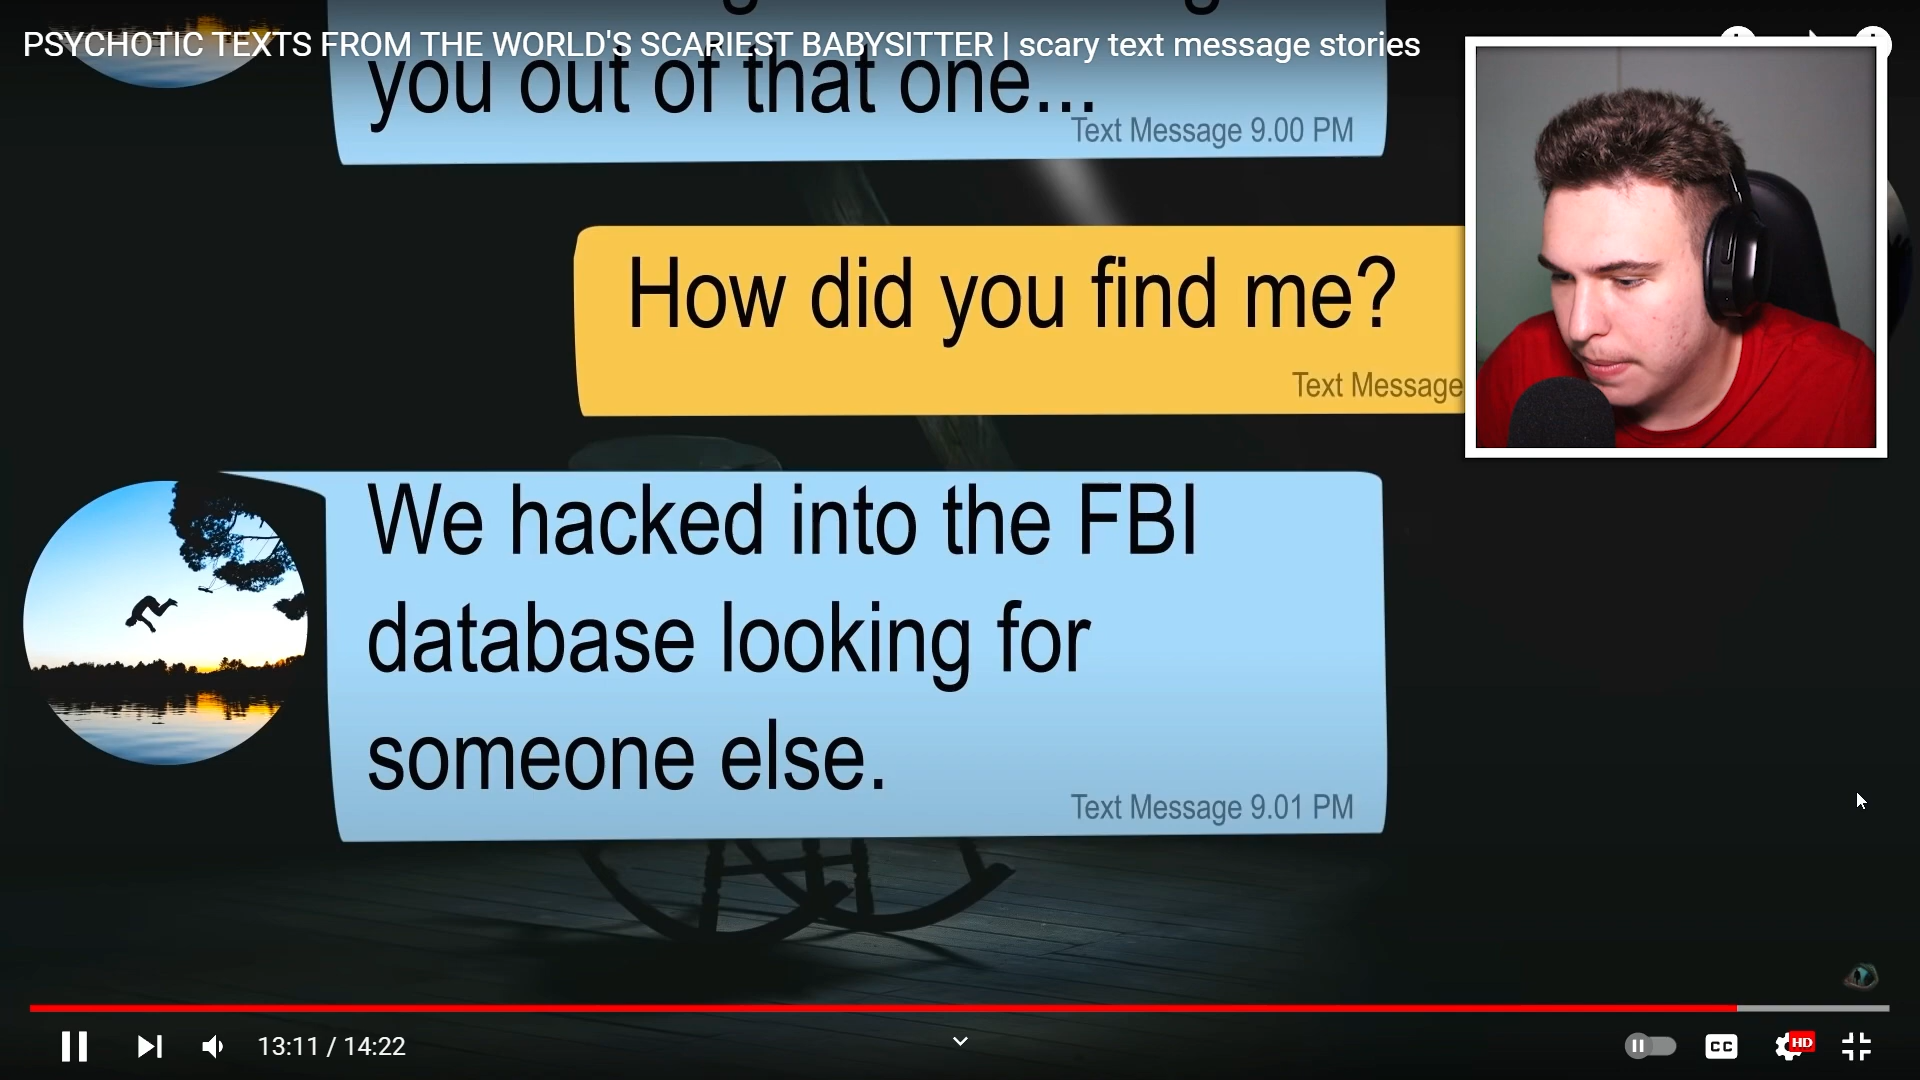 PSYCHOTIC TEXTS FROM THE WORLD'S SCARIEST BABYSITTER | scary text message stories
you out of that one...
Text Message 9.00 PM
How did you find me?
Text Message
We hacked into the FBI
database looking for
someone else.
Text Message 9.01 PM
13:11 / 14:22
CC
HD